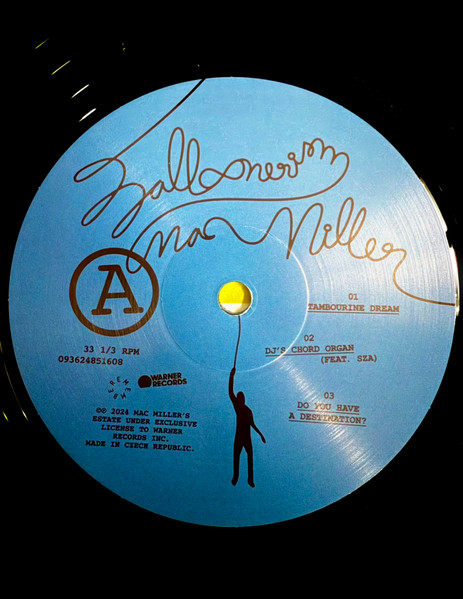 Balloonerism
Mac Miller
A
33 1/3 RPM
093624851608
WARNER
RECORDS
℗© 2024 MAC MILLER'S
ESTATE UNDER EXCLUSIVE
LICENSE TO WARNER
RECORDS INC.
MADE IN CZECH REPUBLIC.
01
TAMBOURINE DREAM
02
DJ'S CHORD ORGAN
(FEAT. SZA)
03
DO YOU HAVE
A DESTINATION?